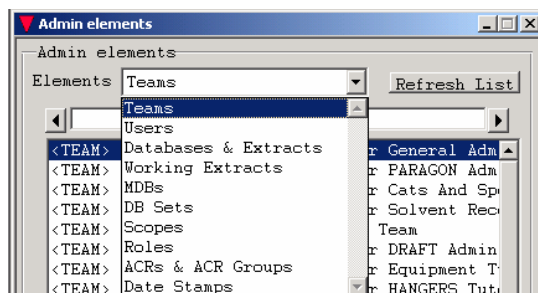 Admin elements
Admin elements
Elements Teams Refresh List
Teams
Users
Databases & Extracts
Working Extracts
MDBs
DB Sets
Scopes
Roles
ACRs & ACR Groups
Date Stamps
<TEAM> r General Adm
<TEAM> r PARAGON Adm
<TEAM> r Cats And Spe
<TEAM> r Solvent Reco
<TEAM> Team
<TEAM> r DRAFT Admin
<TEAM> r Equipment T
<TEAM> r HANGERS Tut